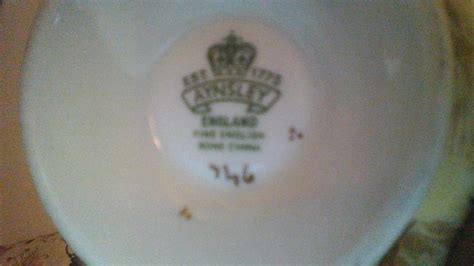 EST 1775
AYNSLEY
ENGLAND
FINE ENGLISH
BONE CHINA
746